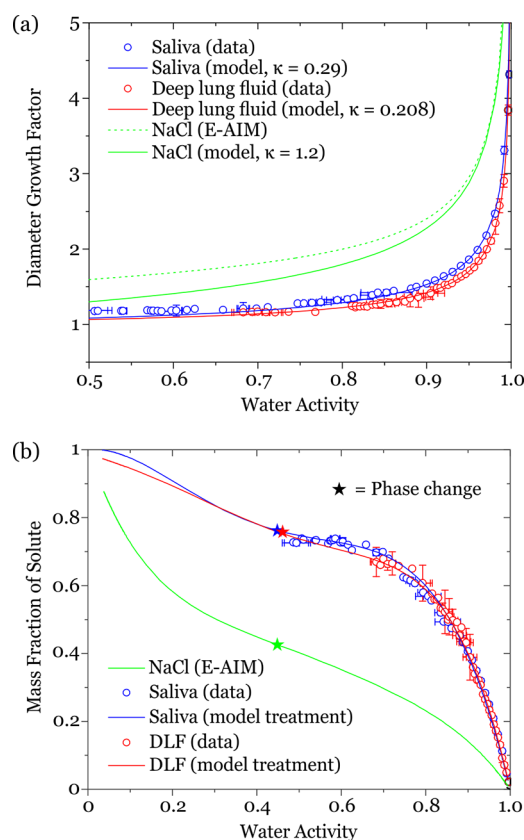 (a)
5
4
3
2
1
Diameter Growth Factor
Saliva (data)
Saliva (model, κ = 0.29)
Deep lung fluid (data)
Deep lung fluid (model, κ = 0.208)
NaCl (E-AIM)
NaCl (model, κ = 1.2)
0.5 0.6 0.7 0.8 0.9 1.0
Water Activity
(b)
1.0
0.8
0.6
0.4
0.2
0
Mass Fraction of Solute
= Phase change
NaCl (E-AIM)
Saliva (data)
Saliva (model treatment)
DLF (data)
DLF (model treatment)
0 0.2 0.4 0.6 0.8 1.0
Water Activity